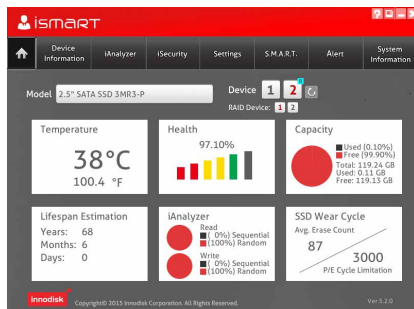 ismart
Device Information
iAnalyzer
iSecurity
Settings
S.M.A.R.T.
Alert
System Information
Model 2.5" SATA SSD 3MR3-P
Device 1 2
RAID Device: 1 2
Temperature
38°C
100.4 °F
Health
97.10%
Capacity
Used (0.10%)
Free (99.90%)
Total: 119.24 GB
Used: 0.11 GB
Free: 119.13 GB
Lifespan Estimation
Years: 68
Months: 6
Days: 0
iAnalyzer
Read
( 0%) Sequential
(100%) Random
Write
( 0%) Sequential
(100%) Random
SSD Wear Cycle
Avg. Erase Count
87
3000
P/E Cycle Limitation
innodisk Copyright© 2015 Innodisk Corporation. All Rights Reserved.
Ver 5.2.0